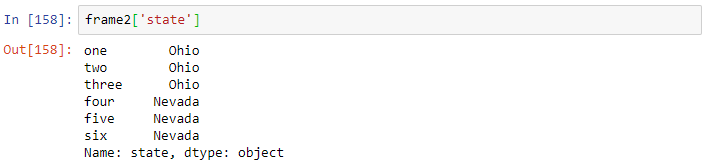 In [158]: frame2['state']
Out[158]: one        Ohio
two        Ohio
three      Ohio
four     Nevada
five     Nevada
six      Nevada
Name: state, dtype: object